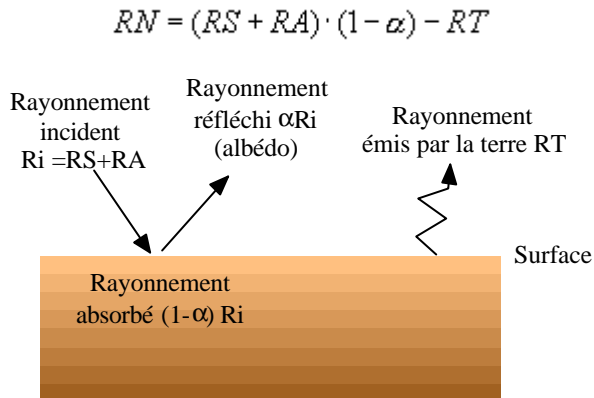 RN = (RS + RA)·(1 − α) − RT
Rayonnement
incident
Ri =RS+RA
Rayonnement
réfléchi αRi
(albédo)
Rayonnement
émis par la terre RT
Surface
Rayonnement
absorbé (1-α) Ri